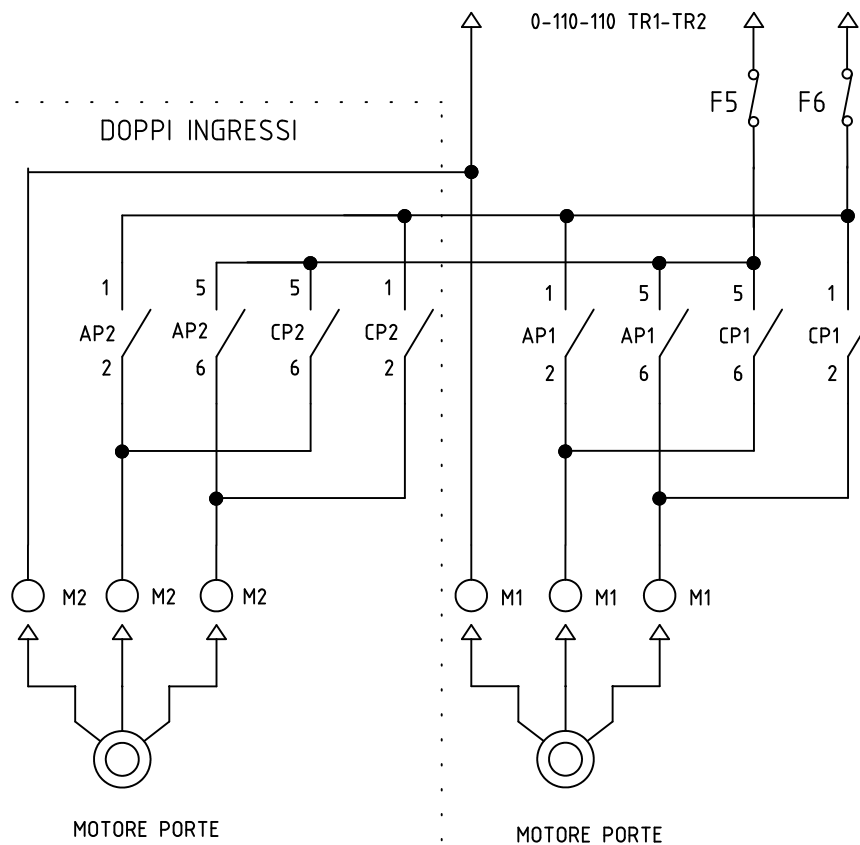 0-110-110 TR1-TR2
F5 F6
DOPPI INGRESSI
1 5 5 1 1 5 5 1
AP2 AP2 CP2 CP2 AP1 AP1 CP1 CP1
2 6 6 2 2 6 6 2
M2 M2 M2 M1 M1 M1
MOTORE PORTE MOTORE PORTE